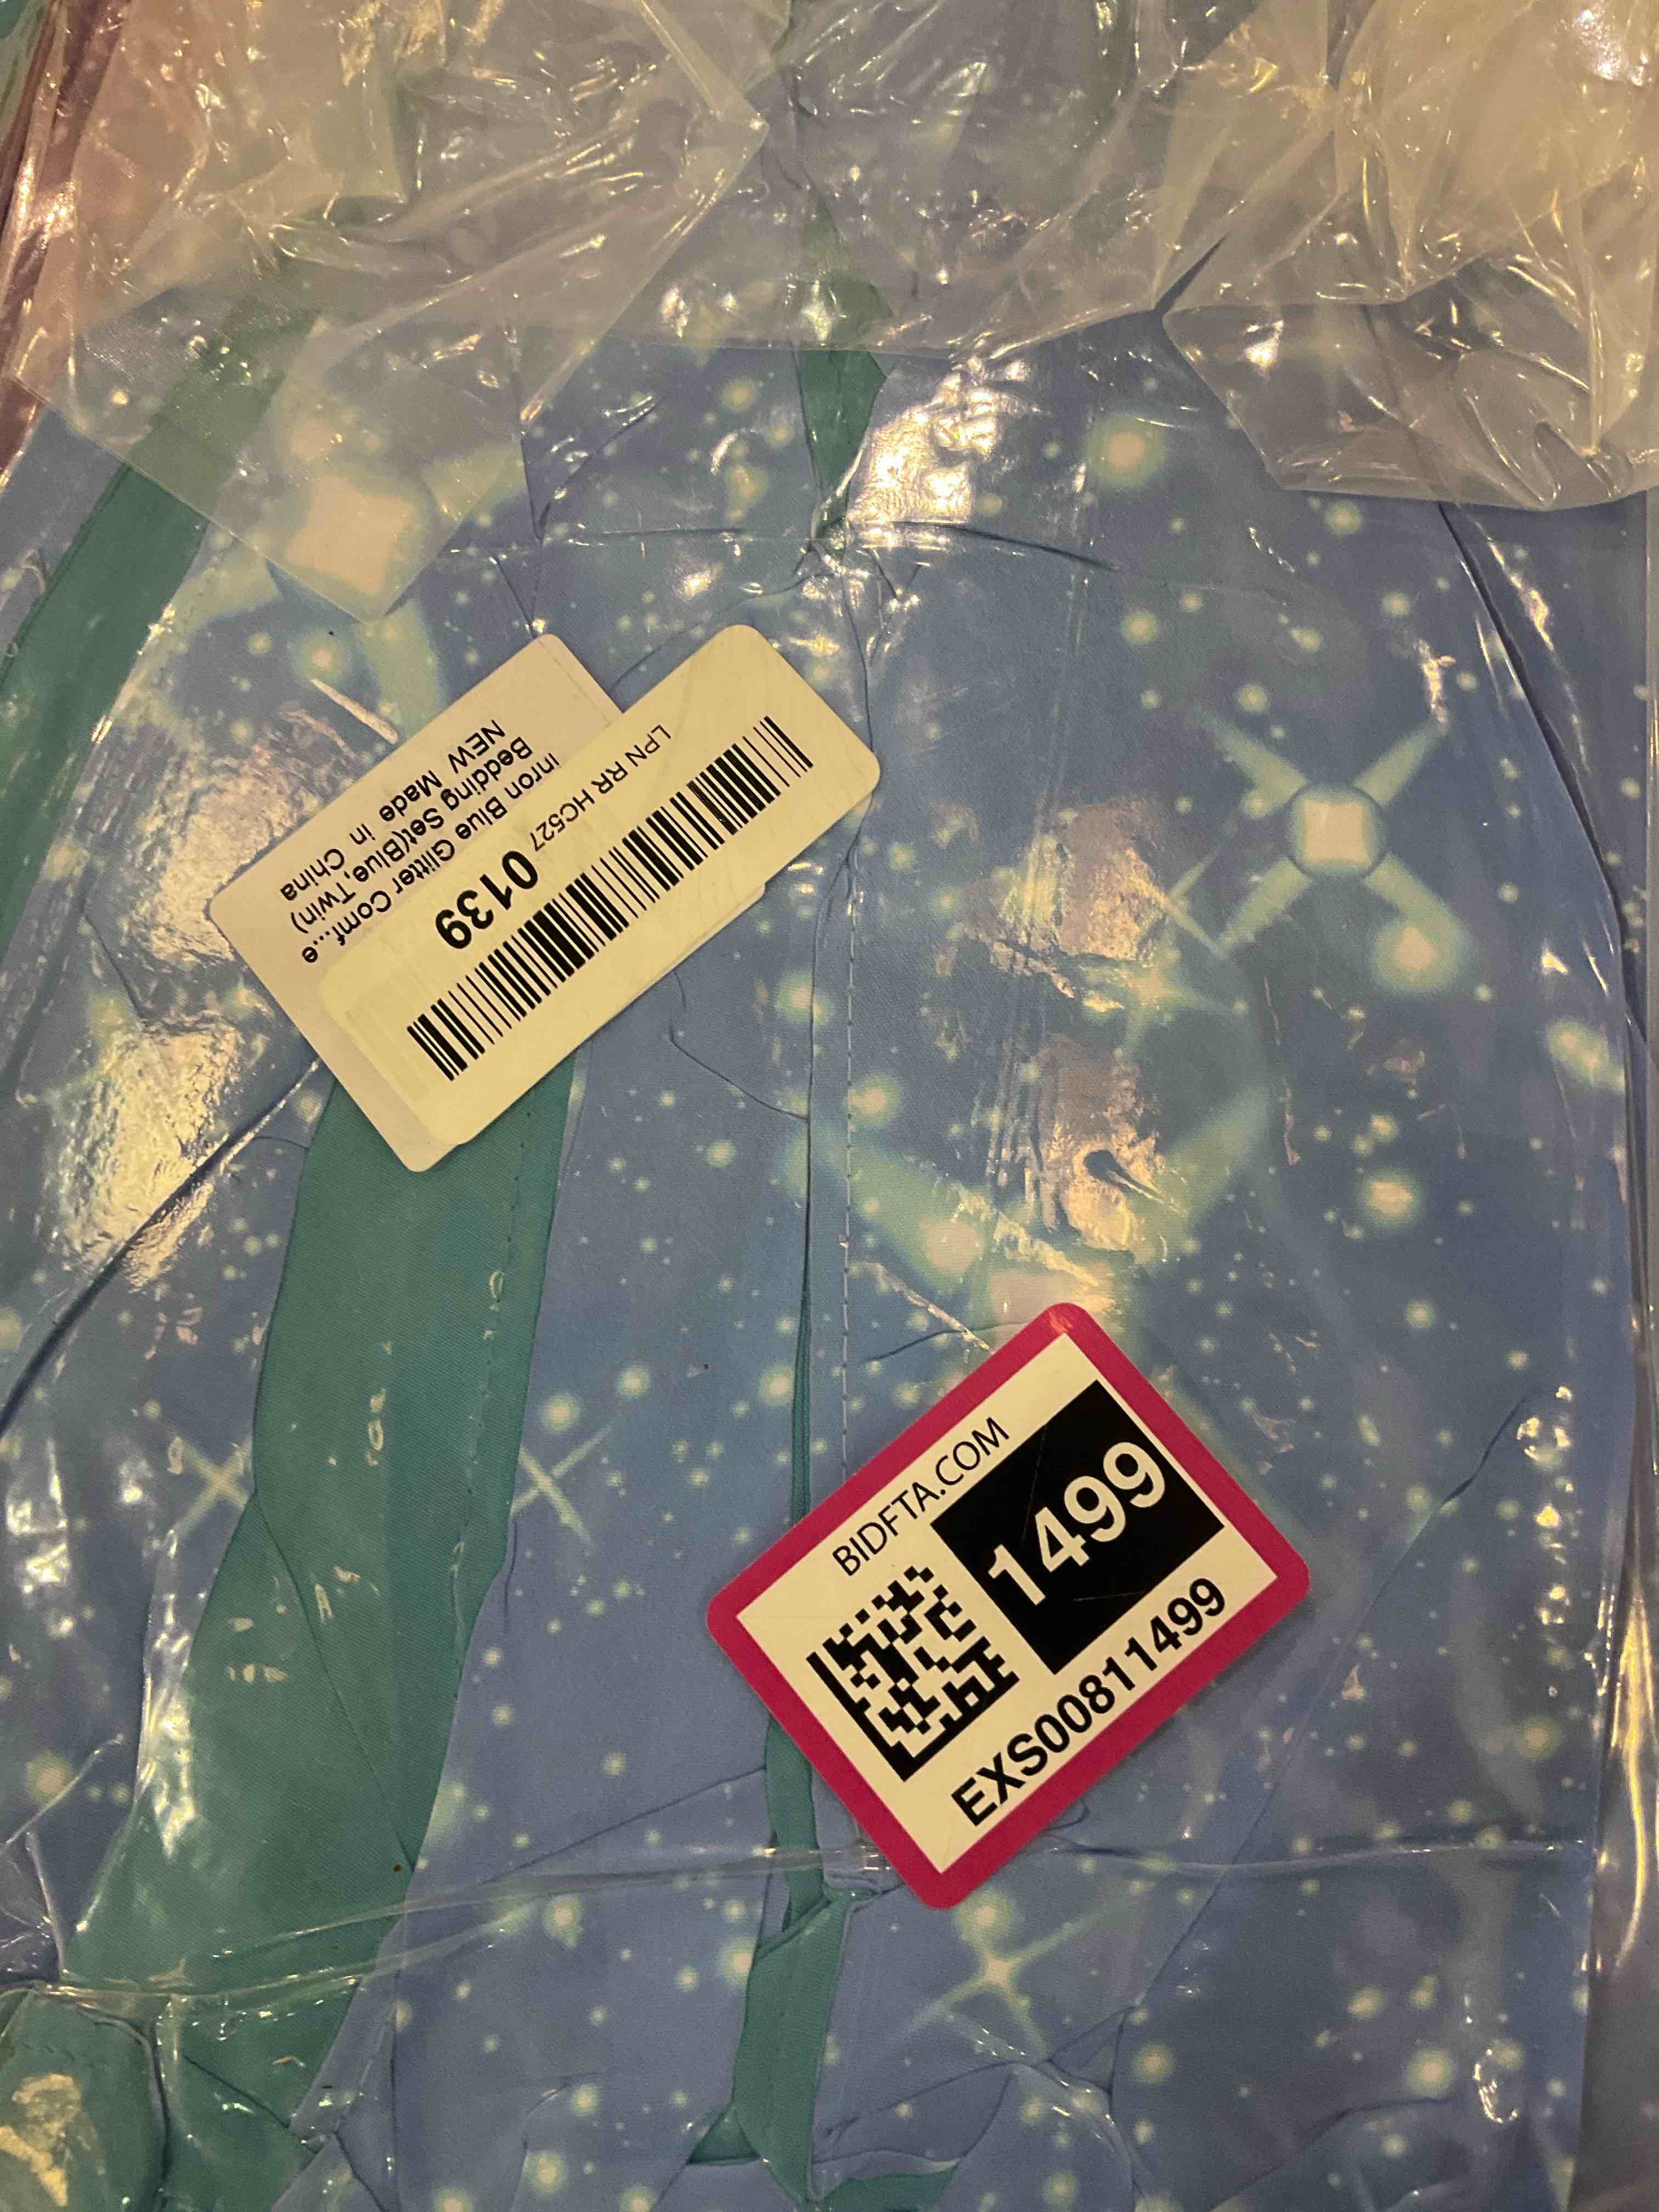 inron Blue Glitter Comf...e
Bedding Set(Blue, Twin)
NEW Made in China
LPN RR HC527 0139
BIDFTA.COM
1499
EXS00811499